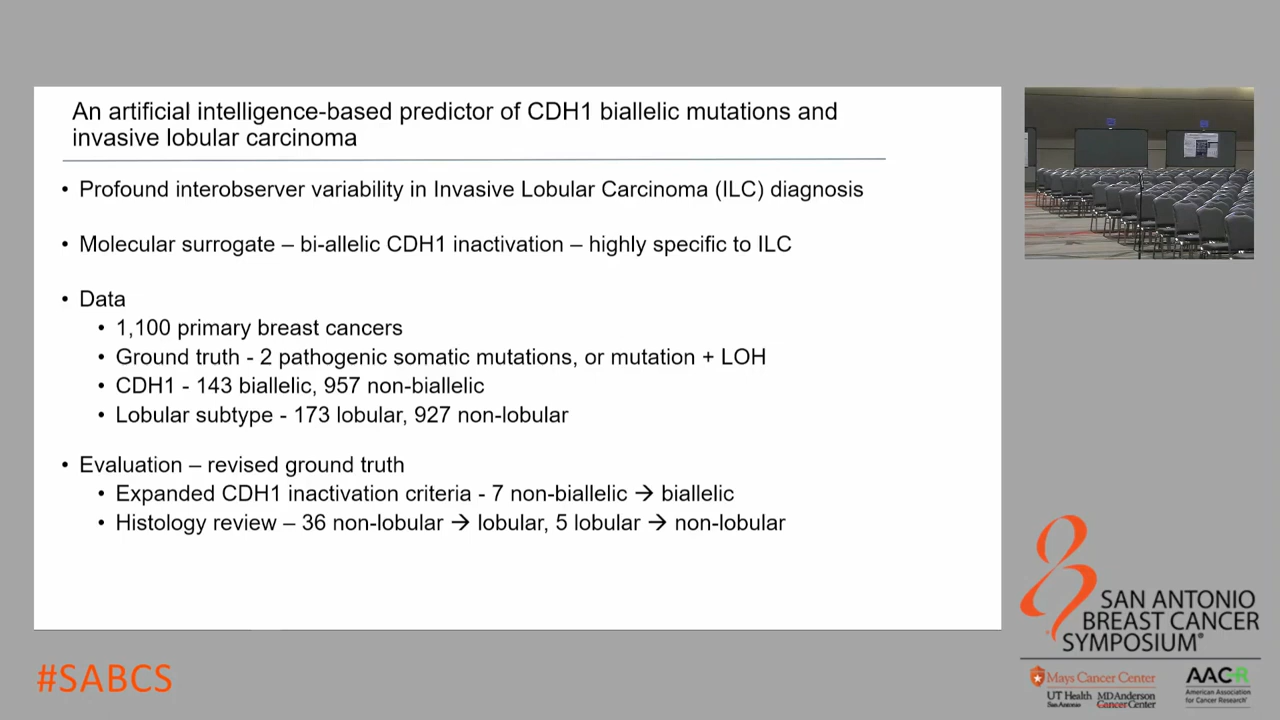 An artificial intelligence-based predictor of CDH1 biallelic mutations and
invasive lobular carcinoma
• Profound interobserver variability in Invasive Lobular Carcinoma (ILC) diagnosis
• Molecular surrogate – bi-allelic CDH1 inactivation – highly specific to ILC
• Data
• 1,100 primary breast cancers
• Ground truth - 2 pathogenic somatic mutations, or mutation + LOH
• CDH1 - 143 biallelic, 957 non-biallelic
• Lobular subtype - 173 lobular, 927 non-lobular
• Evaluation – revised ground truth
• Expanded CDH1 inactivation criteria - 7 non-biallelic → biallelic
• Histology review – 36 non-lobular → lobular, 5 lobular → non-lobular
SAN ANTONIO
BREAST CANCER
SYMPOSIUM®
#SABCS
Mays Cancer Center
UT Health
San Antonio
MD Anderson
Cancer Center
AACR
American Association
for Cancer Research®